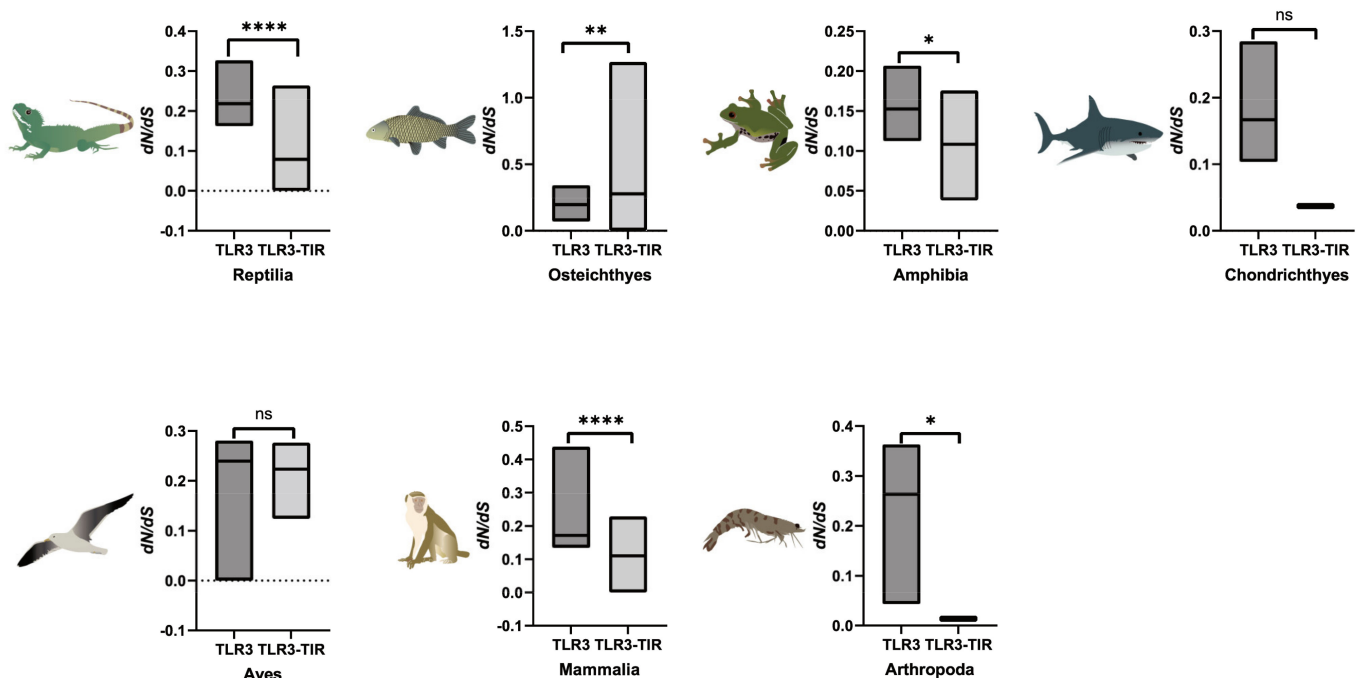 ****
0.4
0.3
0.2
0.1
0.0
-0.1
dN/dS
TLR3 TLR3-TIR
Reptilia
**
1.5
1.0
0.5
0.0
dN/dS
TLR3 TLR3-TIR
Osteichthyes
*
0.25
0.20
0.15
0.10
0.05
0.00
dN/dS
TLR3 TLR3-TIR
Amphibia
ns
0.3
0.2
0.1
0.0
dN/dS
TLR3 TLR3-TIR
Chondrichthyes
ns
0.3
0.2
0.1
0.0
-0.1
dN/dS
TLR3 TLR3-TIR
Aves
****
0.5
0.4
0.3
0.2
0.1
0.0
-0.1
dN/dS
TLR3 TLR3-TIR
Mammalia
*
0.4
0.3
0.2
0.1
0.0
dN/dS
TLR3 TLR3-TIR
Arthropoda